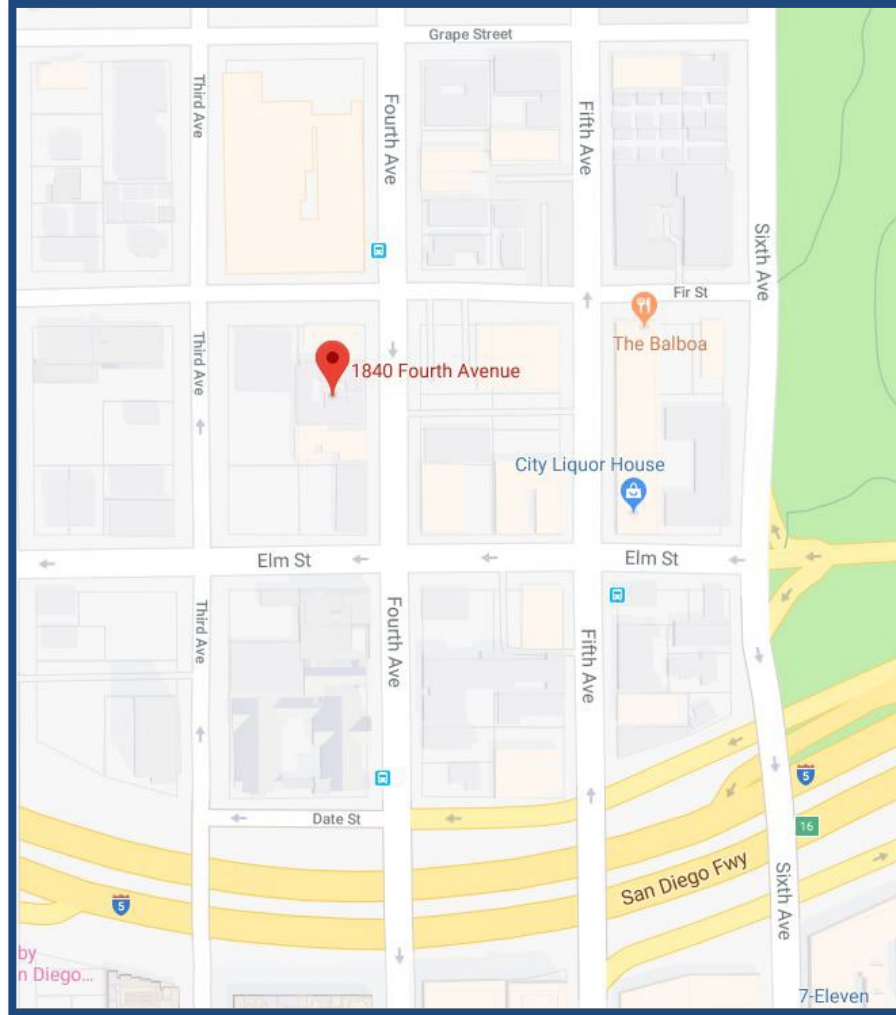 Grape Street
Third Ave
Fourth Ave
Fifth Ave
Sixth Ave
Fir St
The Balboa
Third Ave
1840 Fourth Avenue
City Liquor House
Elm St
Elm St
Third Ave
Fourth Ave
Fifth Ave
5
Date St
16
San Diego Fwy
Sixth Ave
5
by
n Diego...
7-Eleven